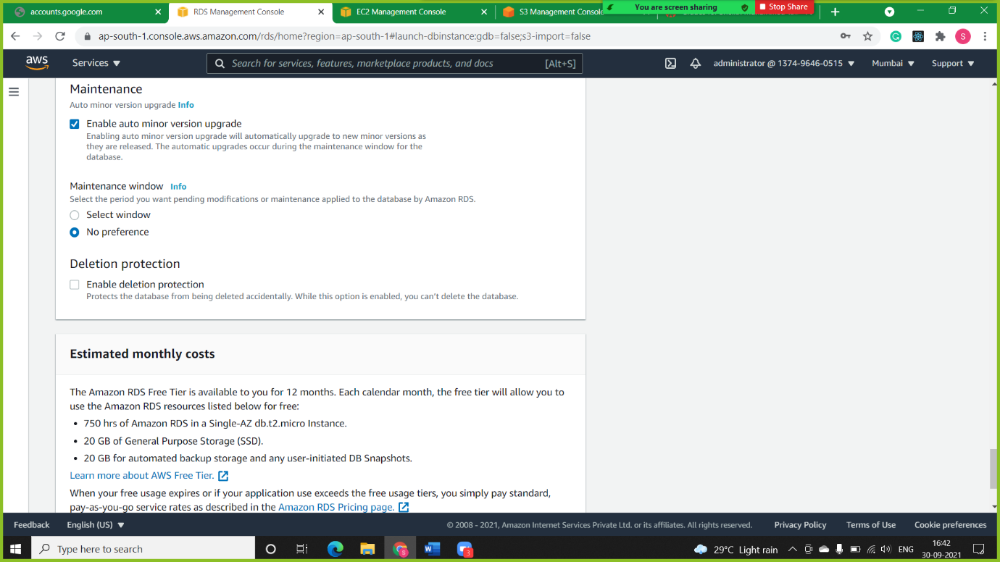 accounts.google.com
RDS Management Console
EC2 Management Console
S3 Management Console
You are screen sharing
Stop Share
ap-south-1.console.aws.amazon.com/rds/home?region=ap-south-1#launch-dbinstance:gdb=false;s3-import=false
S
aws
Services
Search for services, features, marketplace products, and docs
[Alt+S]
administrator @ 1374-9646-0515
Mumbai
Support
Maintenance
Auto minor version upgrade Info
Enable auto minor version upgrade
Enabling auto minor version upgrade will automatically upgrade to new minor versions as
they are released. The automatic upgrades occur during the maintenance window for the
database.
Maintenance window Info
Select the period you want pending modifications or maintenance applied to the database by Amazon RDS.
Select window
No preference
Deletion protection
Enable deletion protection
Protects the database from being deleted accidentally. While this option is enabled, you can't delete the database.
Estimated monthly costs
The Amazon RDS Free Tier is available to you for 12 months. Each calendar month, the free tier will allow you to
use the Amazon RDS resources listed below for free:
• 750 hrs of Amazon RDS in a Single-AZ db.t2.micro Instance.
• 20 GB of General Purpose Storage (SSD).
• 20 GB for automated backup storage and any user-initiated DB Snapshots.
Learn more about AWS Free Tier.
When your free usage expires or if your application use exceeds the free usage tiers, you simply pay standard,
pay-as-you-go service rates as described in the Amazon RDS Pricing page.
Feedback
English (US)
© 2008 - 2021, Amazon Internet Services Private Ltd. or its affiliates. All rights reserved.
Privacy Policy
Terms of Use
Cookie preferences
Type here to search
S
W
3
29°C Light rain
ENG
16:42
30-09-2021